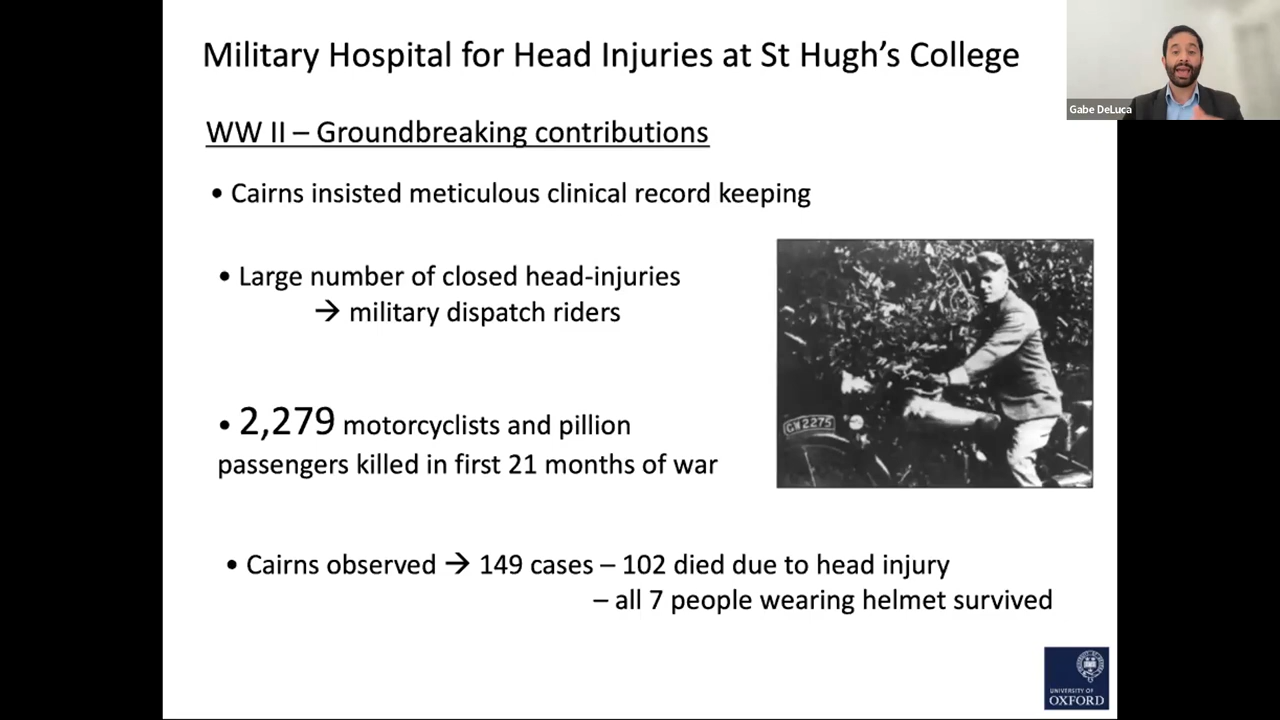 Military Hospital for Head Injuries at St Hugh’s College
Gabe DeLuca
WW II – Groundbreaking contributions
• Cairns insisted meticulous clinical record keeping
• Large number of closed head-injuries
→ military dispatch riders
GW2275
• 2,279 motorcyclists and pillion
passengers killed in first 21 months of war
• Cairns observed → 149 cases – 102 died due to head injury
– all 7 people wearing helmet survived
UNIVERSITY OF
OXFORD